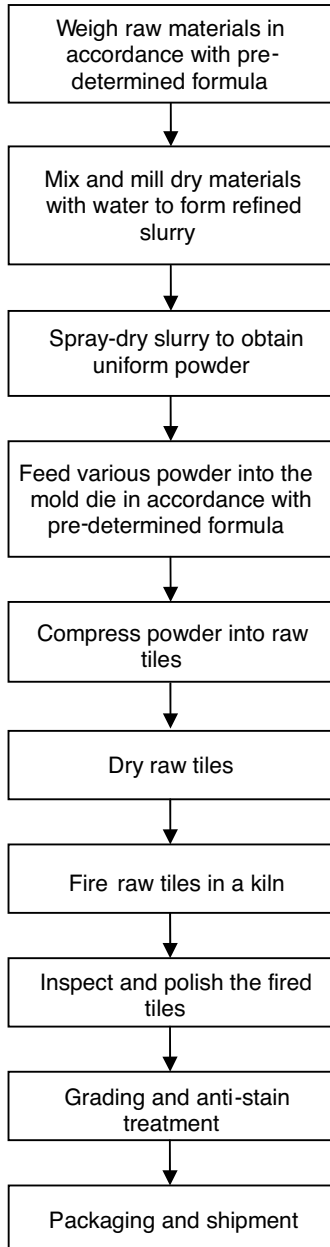 Weigh raw materials in
accordance with pre-
determined formula
Mix and mill dry materials
with water to form refined
slurry
Spray-dry slurry to obtain
uniform powder
Feed various powder into the
mold die in accordance with
pre-determined formula
Compress powder into raw
tiles
Dry raw tiles
Fire raw tiles in a kiln
Inspect and polish the fired
tiles
Grading and anti-stain
treatment
Packaging and shipment